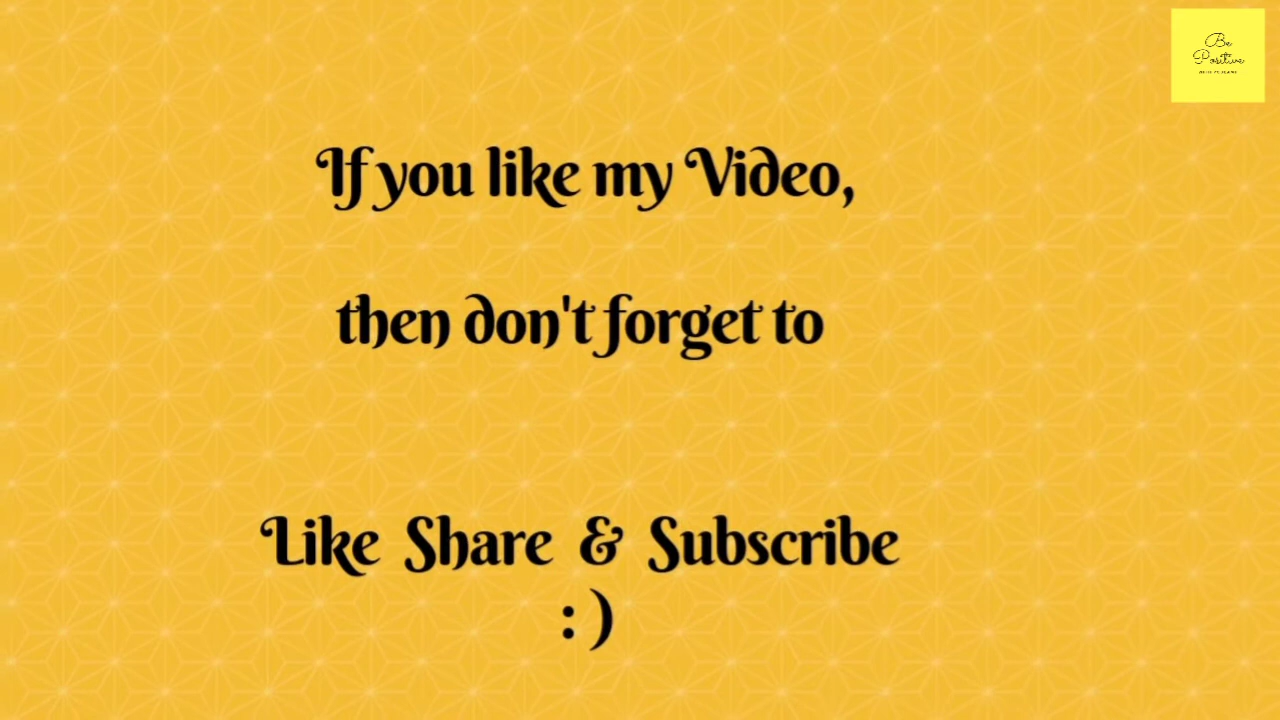 Be
Positive
If you like my Video,
then don't forget to
Like Share & Subscribe
: )